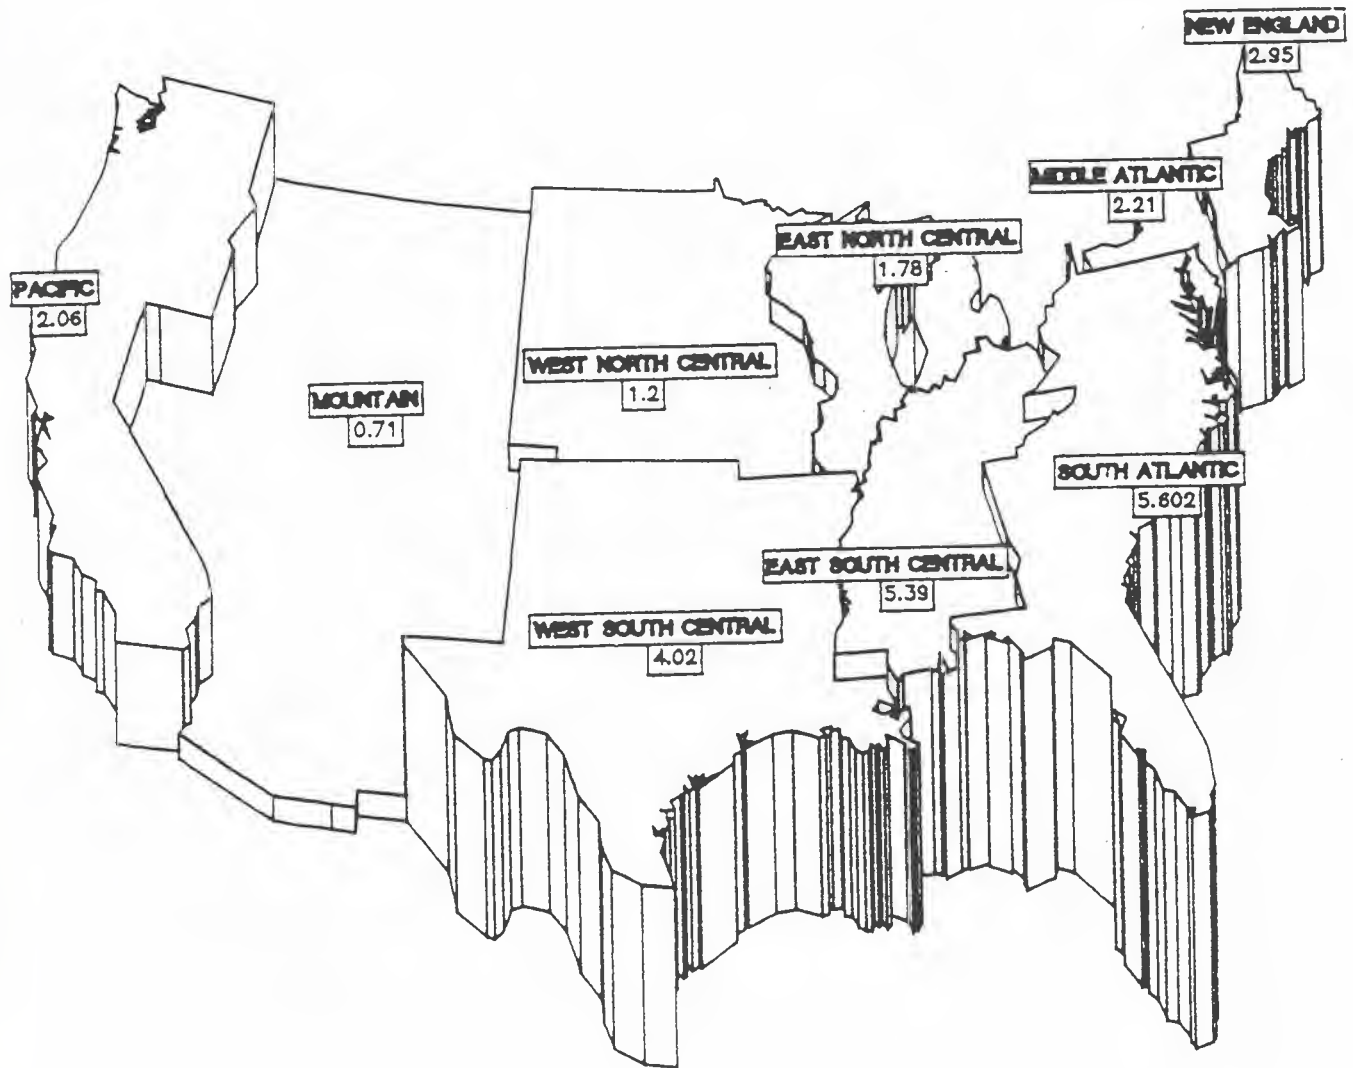 NEW ENGLAND
2.95
MIDDLE ATLANTIC
2.21
EAST NORTH CENTRAL
1.78
PACIFIC
2.06
WEST NORTH CENTRAL
1.2
MOUNTAIN
0.71
SOUTH ATLANTIC
5.602
EAST SOUTH CENTRAL
5.39
WEST SOUTH CENTRAL
4.02